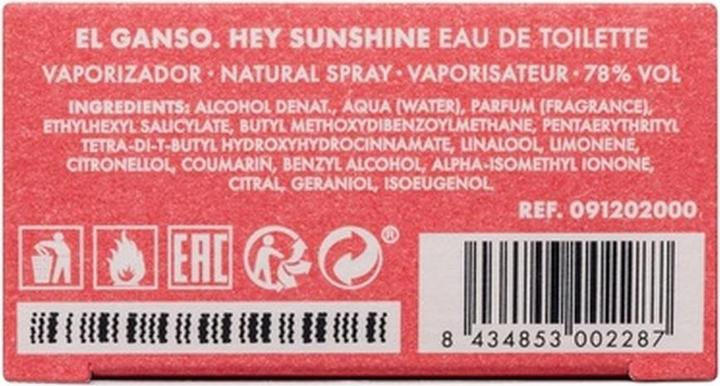 EL GANSO. HEY SUNSHINE EAU DE TOILETTE
VAPORIZADOR · NATURAL SPRAY · VAPORISATEUR · 78% VOL
INGREDIENTS: ALCOHOL DENAT., AQUA (WATER), PARFUM (FRAGRANCE),
ETHYLHEXYL SALICYLATE, BUTYL METHOXYDIBENZOYLMETHANE, PENTAERYTHRITYL
TETRA-DI-T-BUTYL HYDROXYHYDROCINNAMATE, LINALOOL, LIMONENE,
CITRONELLOL, COUMARIN, BENZYL ALCOHOL, ALPHA-ISOMETHYL IONONE,
CITRAL, GERANIOL, ISOEUGENOL.
REF. 091202000
EAC
®
8 434853 002287